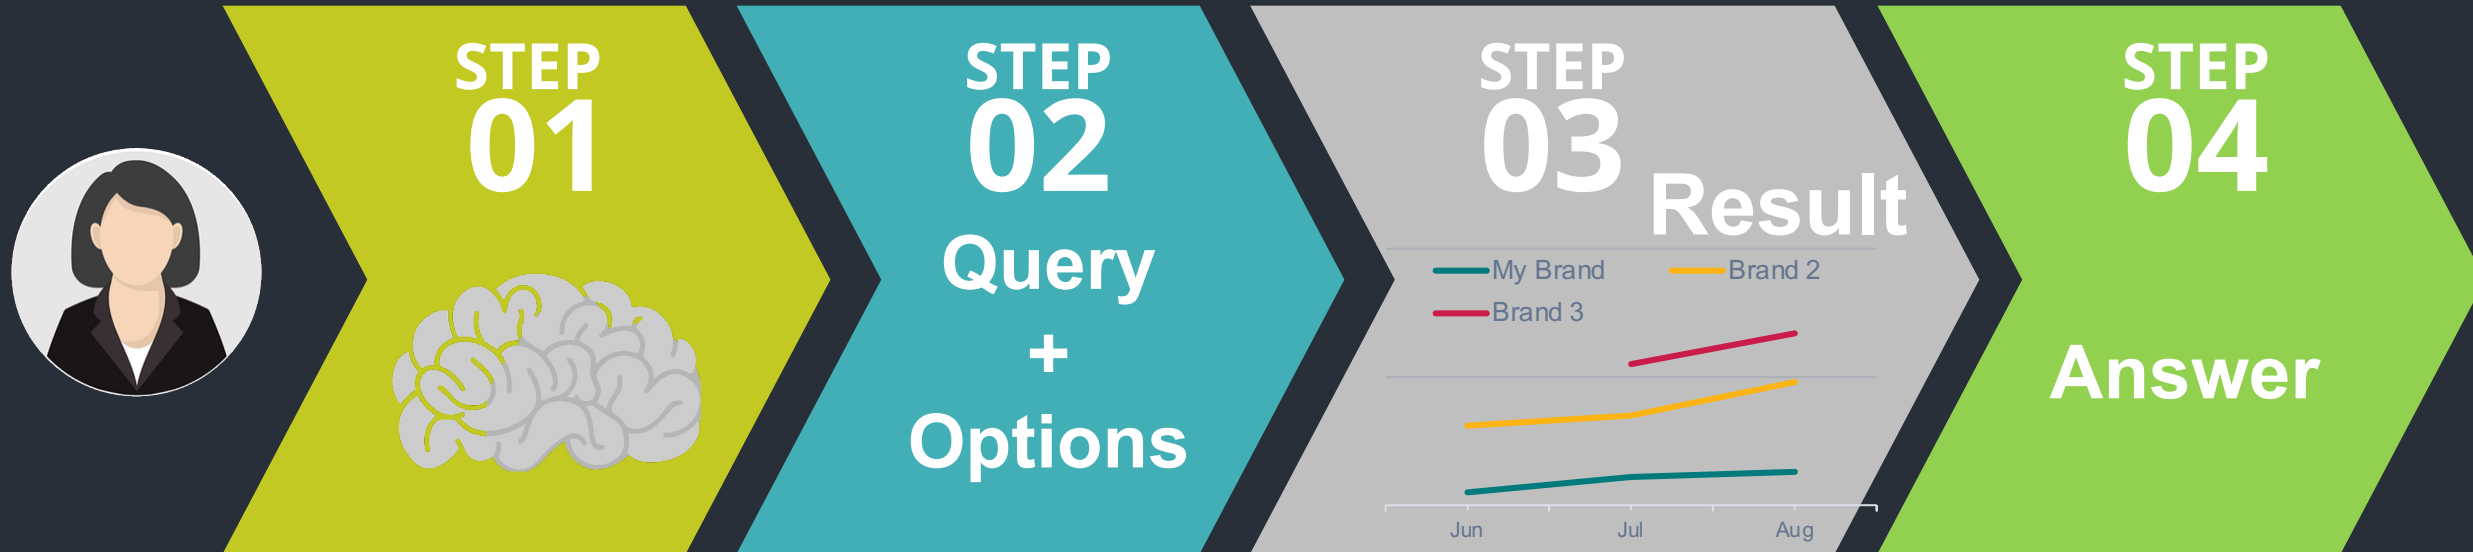 STEP
01
STEP
02
Query
+
Options
STEP
03
Result
My Brand
Brand 2
Brand 3
Jun
Jul
Aug
STEP
04
Answer